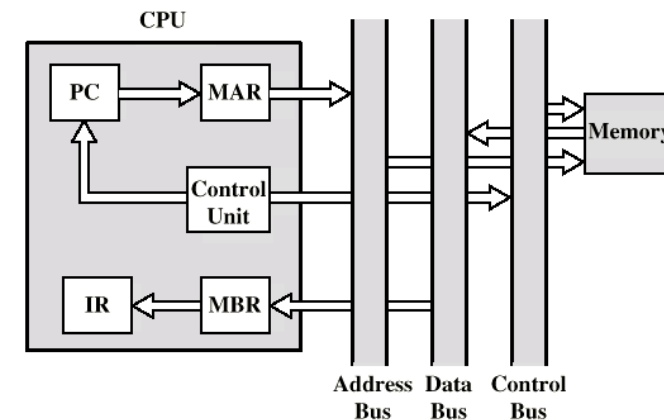 CPU
PC
MAR
Memory
Control
Unit
IR
MBR
Address Data Control
Bus Bus Bus